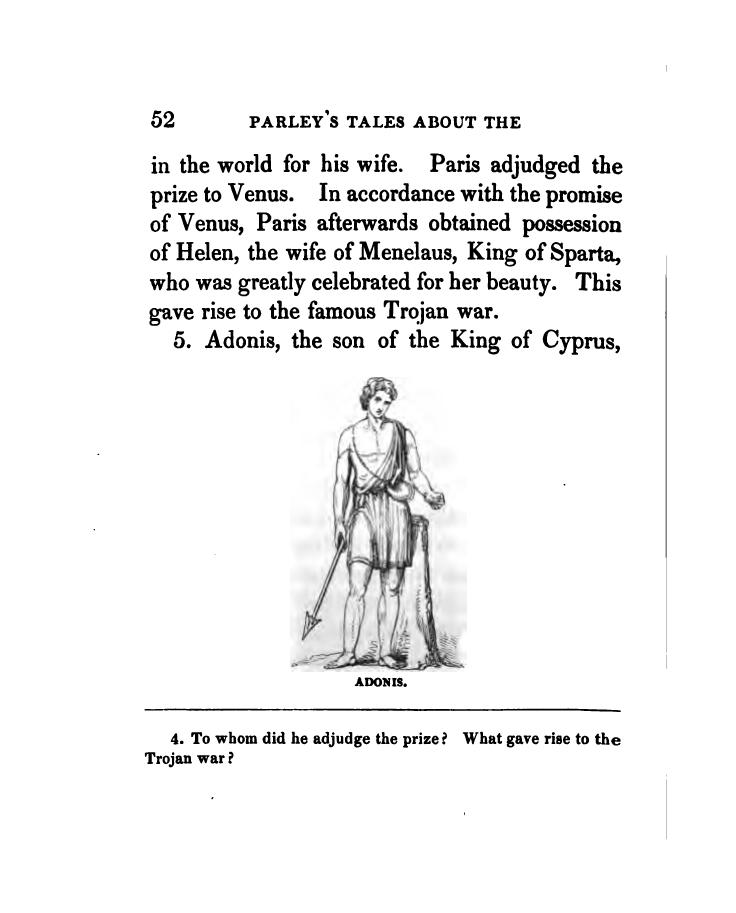 52 PARLEY'S TALES ABOUT THE
in the world for his wife. Paris adjudged the
prize to Venus. In accordance with the promise
of Venus, Paris afterwards obtained possession
of Helen, the wife of Menelaus, King of Sparta,
who was greatly celebrated for her beauty. This
gave rise to the famous Trojan war.
5. Adonis, the son of the King of Cyprus,
ADONIS.
4. To whom did he adjudge the prize? What gave rise to the
Trojan war?